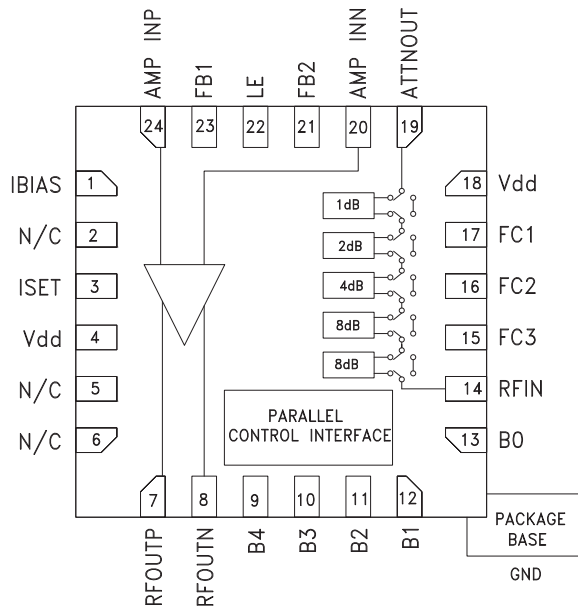 AMP INP
FB1
LE
FB2
AMP INN
ATTNOUT
24
23
22
21
20
19
IBIAS
1
18
Vdd
1dB
N/C
2
17
FC1
2dB
ISET
3
16
FC2
4dB
Vdd
4
15
FC3
8dB
N/C
5
14
RFIN
8dB
N/C
6
13
B0
PARALLEL
CONTROL INTERFACE
7
8
9
10
11
12
RFOUTP
RFOUTN
B4
B3
B2
B1
PACKAGE
BASE
GND